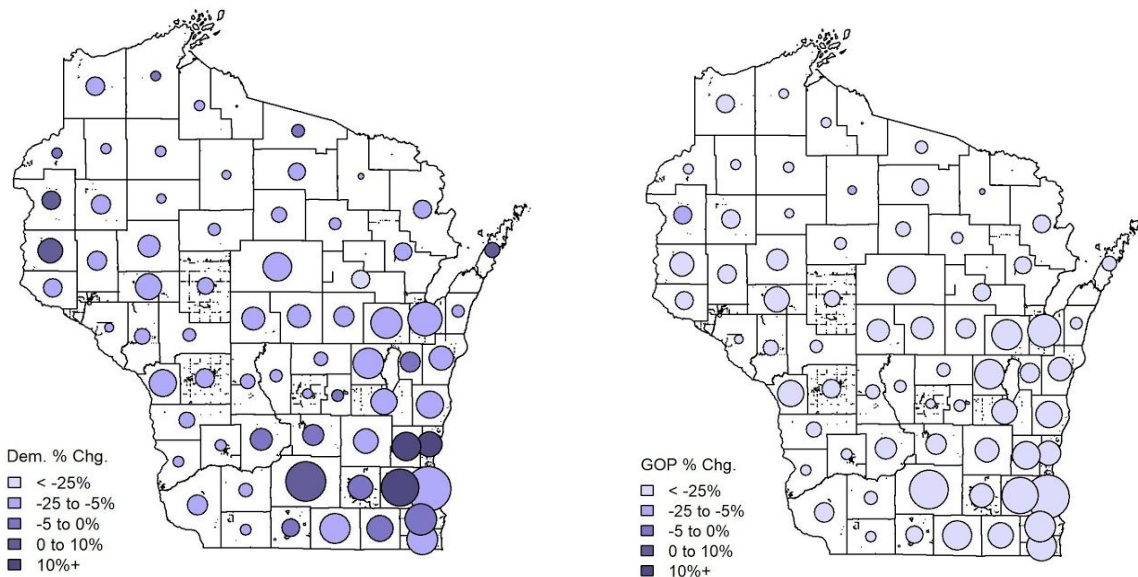 Dem. % Chg.
< -25%
-25 to -5%
-5 to 0%
0 to 10%
10%+
GOP % Chg.
< -25%
-25 to -5%
-5 to 0%
0 to 10%
10%+